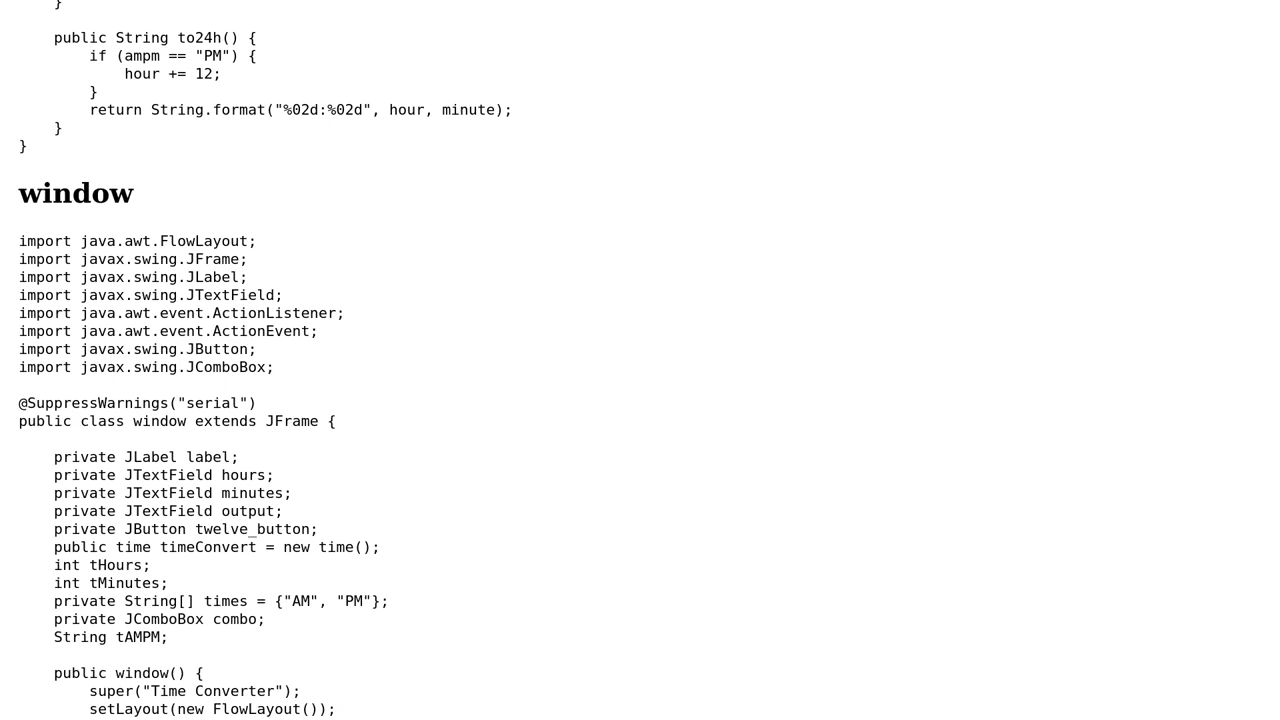 }

    public String to24h() {
        if (ampm == "PM") {
            hour += 12;
        }
        return String.format("%02d:%02d", hour, minute);
    }
}
window
import java.awt.FlowLayout;
import javax.swing.JFrame;
import javax.swing.JLabel;
import javax.swing.JTextField;
import java.awt.event.ActionListener;
import java.awt.event.ActionEvent;
import javax.swing.JButton;
import javax.swing.JComboBox;

@SuppressWarnings("serial")
public class window extends JFrame {

    private JLabel label;
    private JTextField hours;
    private JTextField minutes;
    private JTextField output;
    private JButton twelve_button;
    public time timeConvert = new time();
    int tHours;
    int tMinutes;
    private String[] times = {"AM", "PM"};
    private JComboBox combo;
    String tAMPM;

    public window() {
        super("Time Converter");
        setLayout(new FlowLayout());